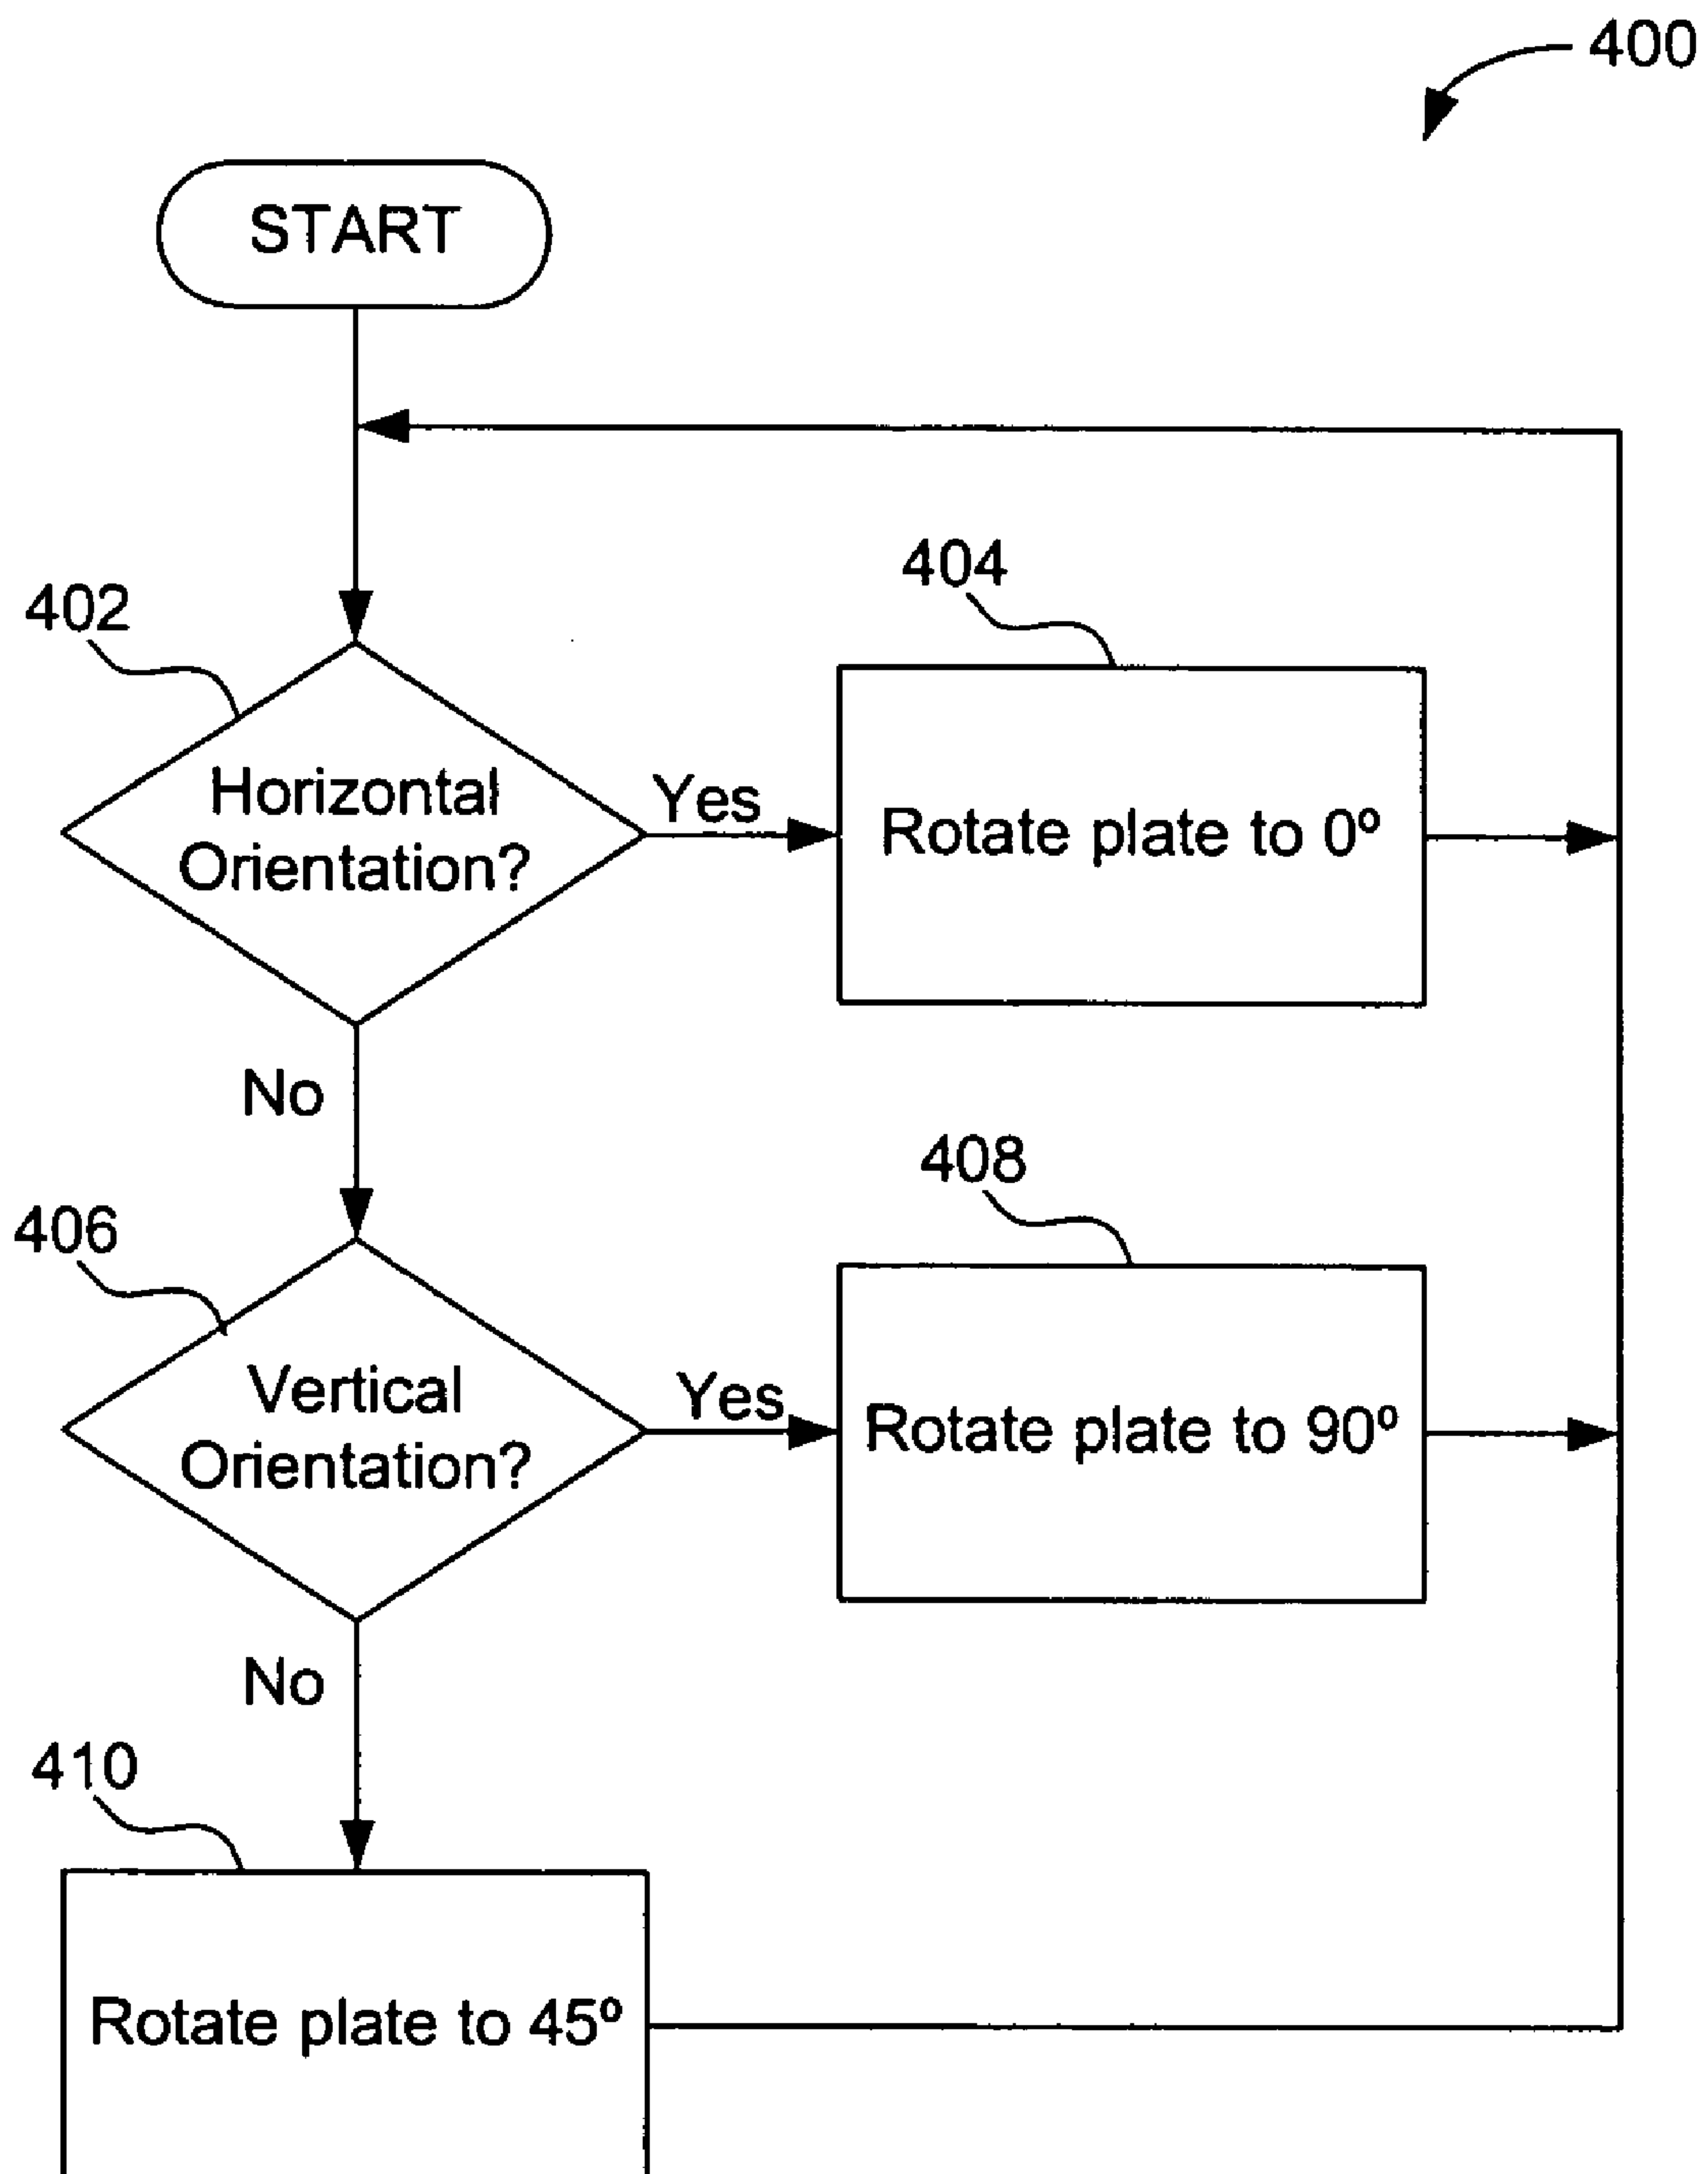 400
START
402
404
Horizontal
Orientation?
Yes
Rotate plate to 0º
No
406
408
Vertical
Orientation?
Yes
Rotate plate to 90º
No
410
Rotate plate to 45º